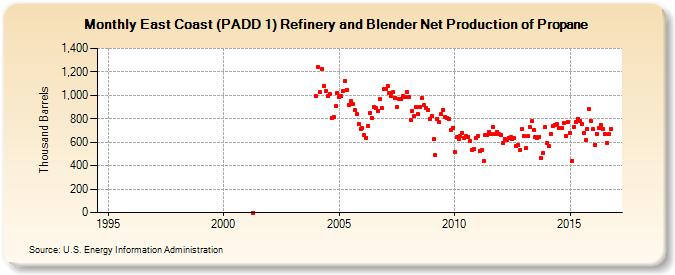 Monthly East Coast (PADD 1) Refinery and Blender Net Production of Propane
Thousand Barrels
1,400
1,200
1,000
800
600
400
200
0
1995 2000 2005 2010 2015
Source: U.S. Energy Information Administration